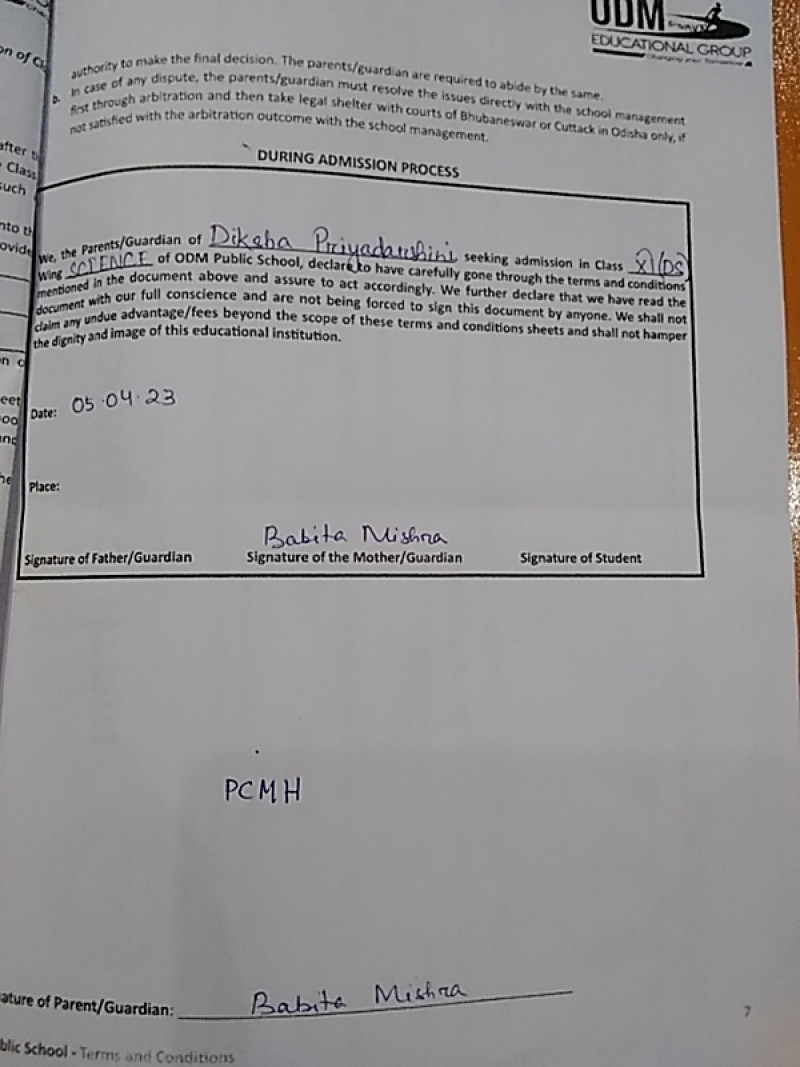 ODM
EDUCATIONAL GROUP
on of
authority to make the final decision. The parents/guardian are required to abide by the same.
b. In case of any dispute, the parents/guardian must resolve the issues directly with the school management
first through arbitration and then take legal shelter with courts of Bhubaneswar or Cuttack in Odisha only, if
not satisfied with the arbitration outcome with the school management.
after
Class
such
DURING ADMISSION PROCESS
We, the Parents/Guardian of Diksha Priyadarshini seeking admission in Class XI(DS)
Wing SCIENCE of ODM Public School, declare to have carefully gone through the terms and conditions
mentioned in the document above and assure to act accordingly. We further declare that we have read the
document with our full conscience and are not being forced to sign this document by anyone. We shall not
claim any undue advantage/fees beyond the scope of these terms and conditions sheets and shall not hamper
the dignity and image of this educational institution.
Date: 05.04.23
Place:
Babita Mishra
Signature of Father/Guardian Signature of the Mother/Guardian Signature of Student
PCMH
ature of Parent/Guardian: Babita Mishra
7
blic School - Terms and Conditions